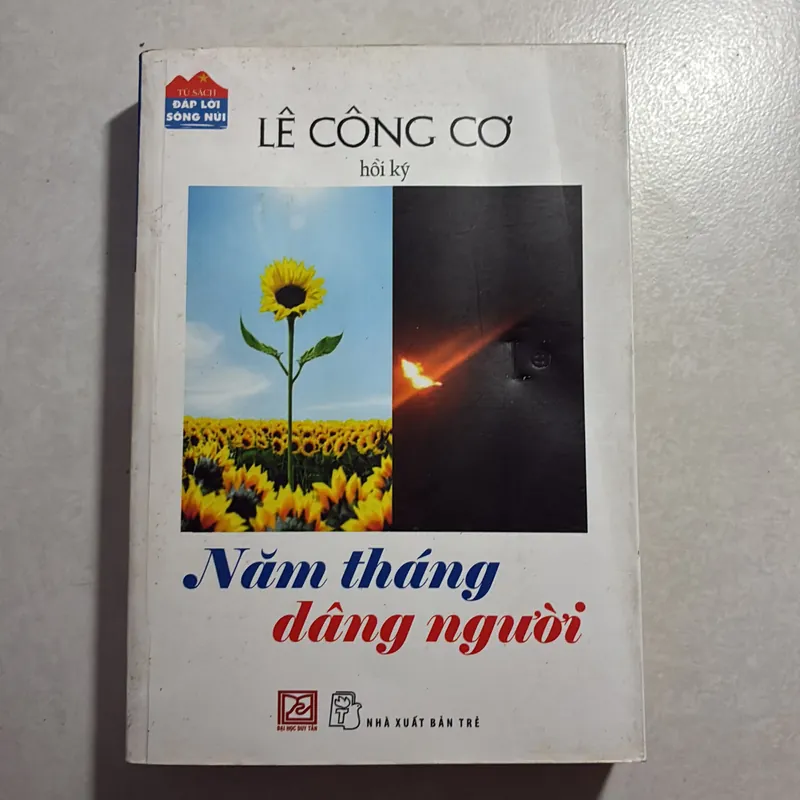 TỦ SÁCH
ĐÁP LỜI
SÔNG NÚI
LÊ CÔNG CƠ
hồi ký
Năm tháng
dâng người
ĐẠI HỌC DUY TÂN
NHÀ XUẤT BẢN TRẺ